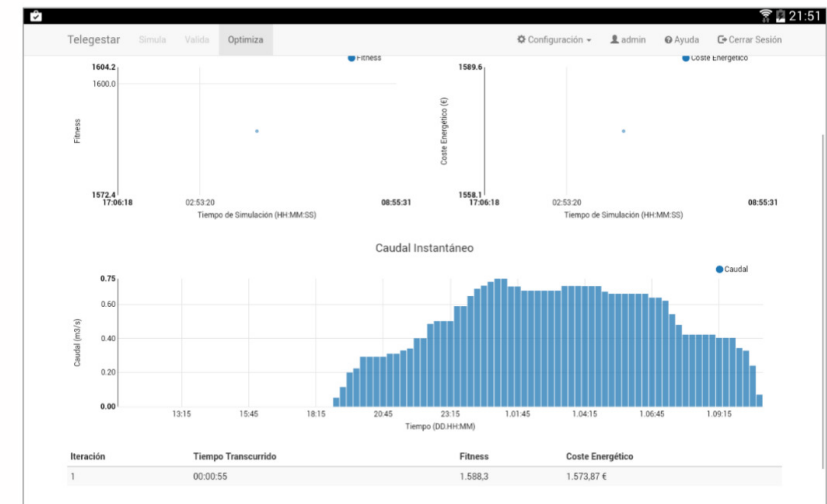 21:51
Telegestar Simula Valida Optimiza Configuración admin Ayuda Cerrar Sesión
Fitness
1604.2
1600.0
1572.4
Fitness
17:06:18 02:53:20 08:55:31
Tiempo de Simulación (HH:MM:SS)
Coste Energético
1589.6
1558.1
Coste Energético (€)
17:06:18 02:53:20 08:55:31
Tiempo de Simulación (HH:MM:SS)
Caudal Instantáneo
Caudal
0.75
0.60
0.40
0.20
0.00
Caudal (m3/s)
13:15 15:45 18:15 20:45 23:15 1.01:45 1.04:15 1.06:45 1.09:15
Tiempo (DD.HH:MM)
Iteración Tiempo Transcurrido Fitness Coste Energético
1 00:00:55 1.588,3 1.573,87 €